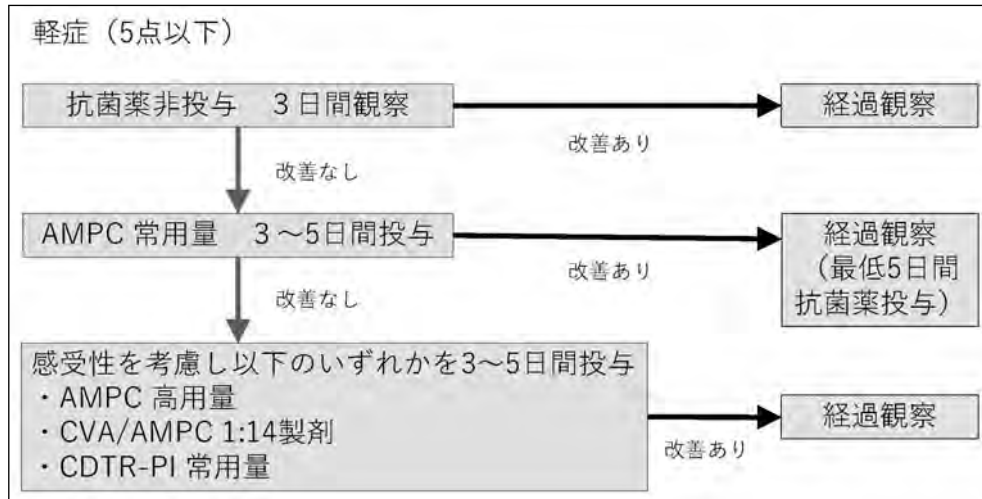 軽症（5点以下）
抗菌薬非投与　３日間観察
改善あり
経過観察
改善なし
AMPC 常用量　３～5日間投与
改善あり
経過観察
（最低5日間
抗菌薬投与）
改善なし
感受性を考慮し以下のいずれかを3～5日間投与
・AMPC 高用量
・CVA/AMPC 1:14製剤
・CDTR-PI 常用量
改善あり
経過観察